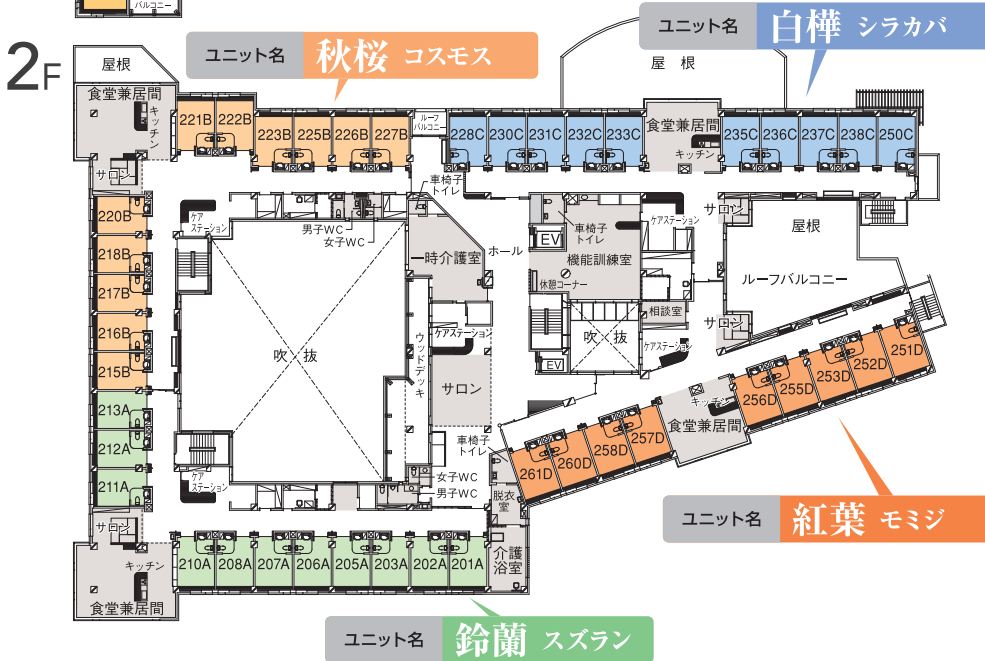 バルコニー
2F
ユニット名 秋桜 コスモス
ユニット名 白樺 シラカバ
屋根
屋 根
食堂兼居間
キッチン
221B
222B
223B
225B
226B
227B
ルーフ
バルコニー
228C
230C
231C
232C
233C
食堂兼居間
キッチン
235C
236C
237C
238C
250C
サロン
220B
218B
217B
216B
215B
213A
212A
211A
サロン
ケア
ステーション
男子WC
女子WC
車椅子
トイレ
一時介護室
ホール
EV
車椅子
トイレ
機能訓練室
休憩コーナー
ケアステーション
サロン
屋根
ルーフバルコニー
相談室
サロン
吹 抜
ウッドデッキ
ケアステーション
サロン
吹 抜
EV
ケアステーション
251D
252D
253D
255D
256D
キッチン
食堂兼居間
257D
258D
260D
261D
車椅子
トイレ
女子WC
男子WC
脱衣
室
介護
浴室
ケア
ステーション
キッチン
食堂兼居間
210A
208A
207A
206A
205A
203A
202A
201A
ユニット名 紅葉 モミジ
ユニット名 鈴蘭 スズラン